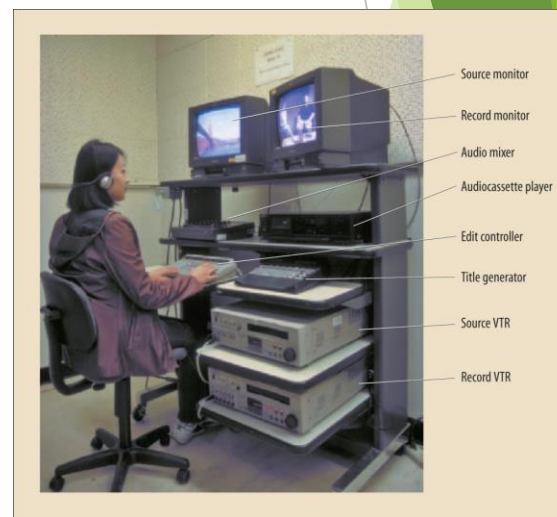 Source monitor
Record monitor
Audio mixer
Audiocassette player
Edit controller
Title generator
Source VTR
Record VTR